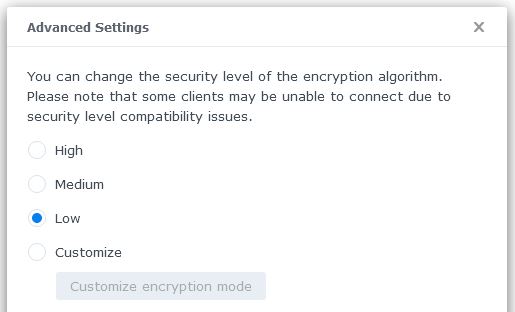 Advanced Settings
You can change the security level of the encryption algorithm.
Please note that some clients may be unable to connect due to
security level compatibility issues.
High
Medium
Low
Customize
Customize encryption mode